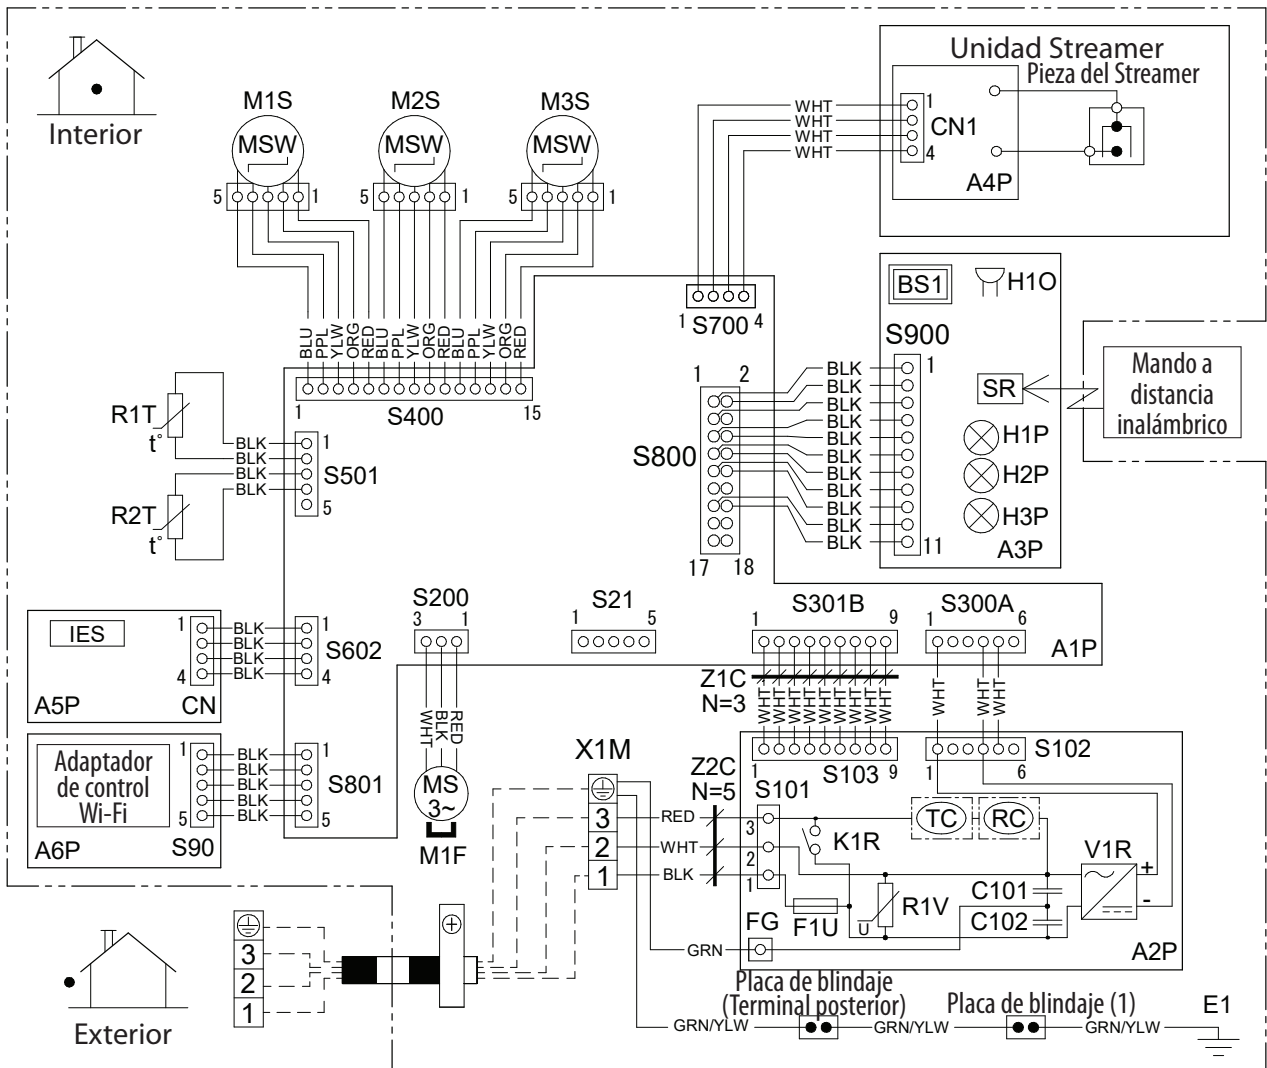 Interior
M1S
M2S
M3S
MSW
MSW
MSW
5 1
5 1
5 1
BLU PPL YLW ORG RED BLU PPL YLW ORG RED BLU PPL YLW ORG RED
1 S400 15
Unidad Streamer
Pieza del Streamer
WHT
WHT
WHT
WHT
1
CN1
4
A4P
1 S700 4
BS1
H1O
S900
1
SR
H1P
H2P
H3P
11
A3P
Mando a
distancia
inalámbrico
1 2
S800
17 18
BLK
BLK
BLK
BLK
BLK
BLK
BLK
BLK
BLK
BLK
BLK
R1T
t°
R2T
t°
BLK
BLK
BLK
BLK
1
S501
5
IES
A5P
CN
1
4
BLK
BLK
BLK
BLK
1
S602
4
Adaptador
de control
Wi-Fi
A6P
S90
1
5
BLK
BLK
BLK
BLK
BLK
1
S801
5
S200
3 1
WHT BLK RED
MS
3~
M1F
S21
1 5
S301B
1 9
S300A
1 6
A1P
Z1C
N=3
WHT WHT WHT WHT WHT WHT WHT WHT WHT
WHT WHT WHT
1 S103 9
1 6 S102
X1M
3
2
1
Z2C
N=5
RED
WHT
BLK
GRN
S101
3
2
1
K1R
TC
RC
V1R
+
-
C101
C102
R1V
U
F1U
FG
A2P
Placa de blindaje
(Terminal posterior)
Placa de blindaje (1)
E1
GRN/YLW
GRN/YLW
GRN/YLW
3
2
1
Exterior